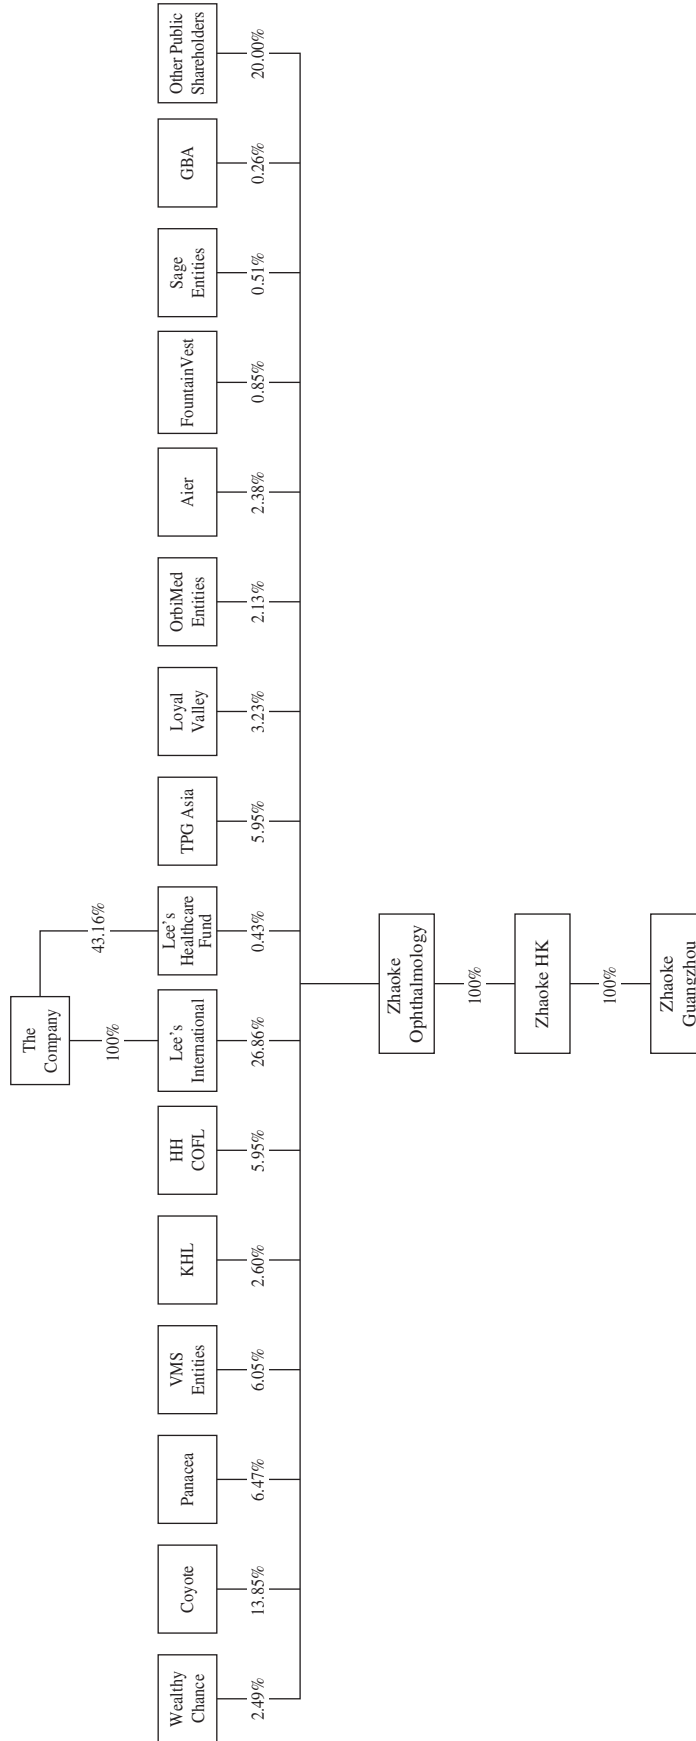 The
Company
100%
43.16%
Wealthy
Chance
Coyote
Panacea
VMS
Entities
KHL
HH
COFL
Lee's
International
Lee's
Healthcare
Fund
TPG Asia
Loyal
Valley
OrbiMed
Entities
Aier
FountainVest
Sage
Entities
GBA
Other Public
Shareholders
2.49%
13.85%
6.47%
6.05%
2.60%
5.95%
26.86%
0.43%
5.95%
3.23%
2.13%
2.38%
0.85%
0.51%
0.26%
20.00%
Zhaoke
Ophthalmology
100%
Zhaoke HK
100%
Zhaoke
Guangzhou